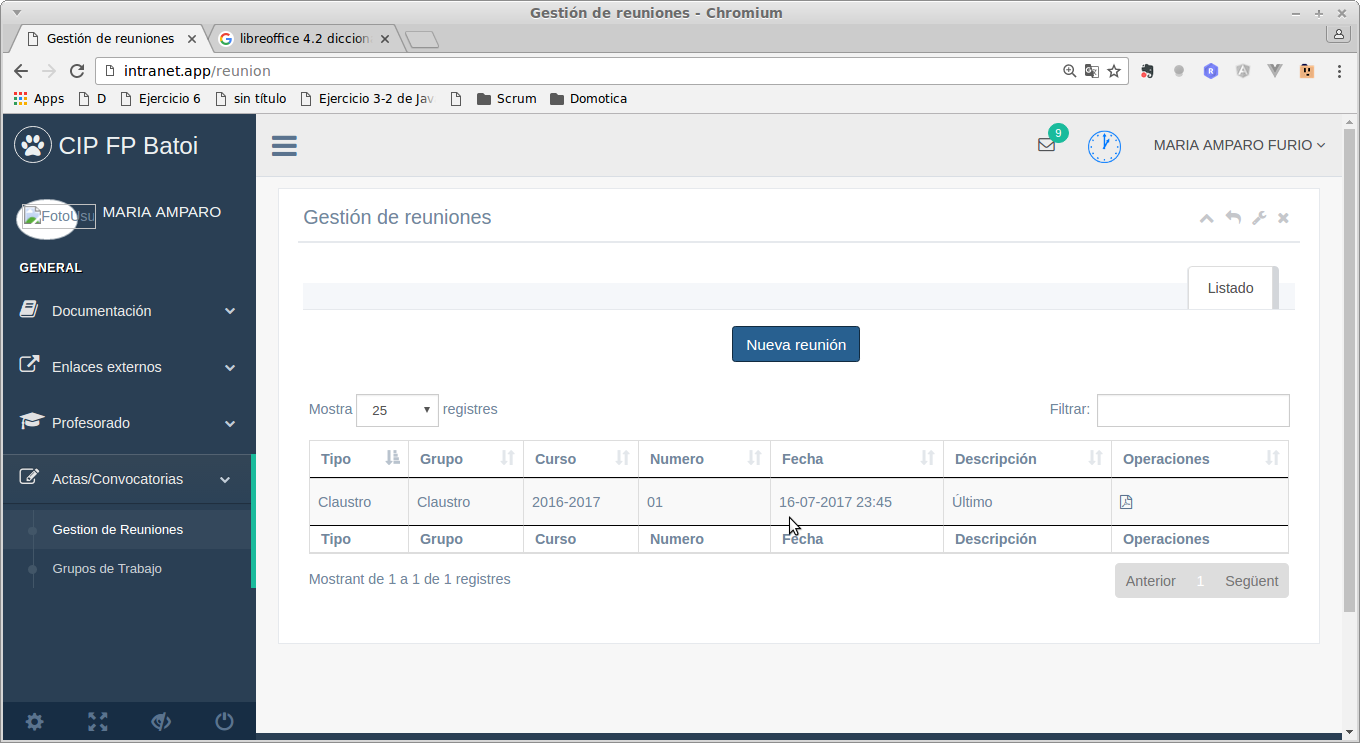 Gestión de reuniones - Chromium
Gestión de reuniones
libreoffice 4.2 diccion
intranet.app/reunion
Apps
D
Ejercicio 6
sin título
Ejercicio 3-2 de Jav
Scrum
Domotica
CIP FP Batoi
9
MARIA AMPARO FURIO
FotoUsu
MARIA AMPARO
GENERAL
Documentación
Enlaces externos
Profesorado
Actas/Convocatorias
Gestion de Reuniones
Grupos de Trabajo
Gestión de reuniones
Listado
Nueva reunión
Mostra 25 registres
Filtrar:
Tipo Grupo Curso Numero Fecha Descripción Operaciones
Claustro Claustro 2016-2017 01 16-07-2017 23:45 Último
Tipo Grupo Curso Numero Fecha Descripción Operaciones
Mostrant de 1 a 1 de 1 registres
Anterior 1 Següent